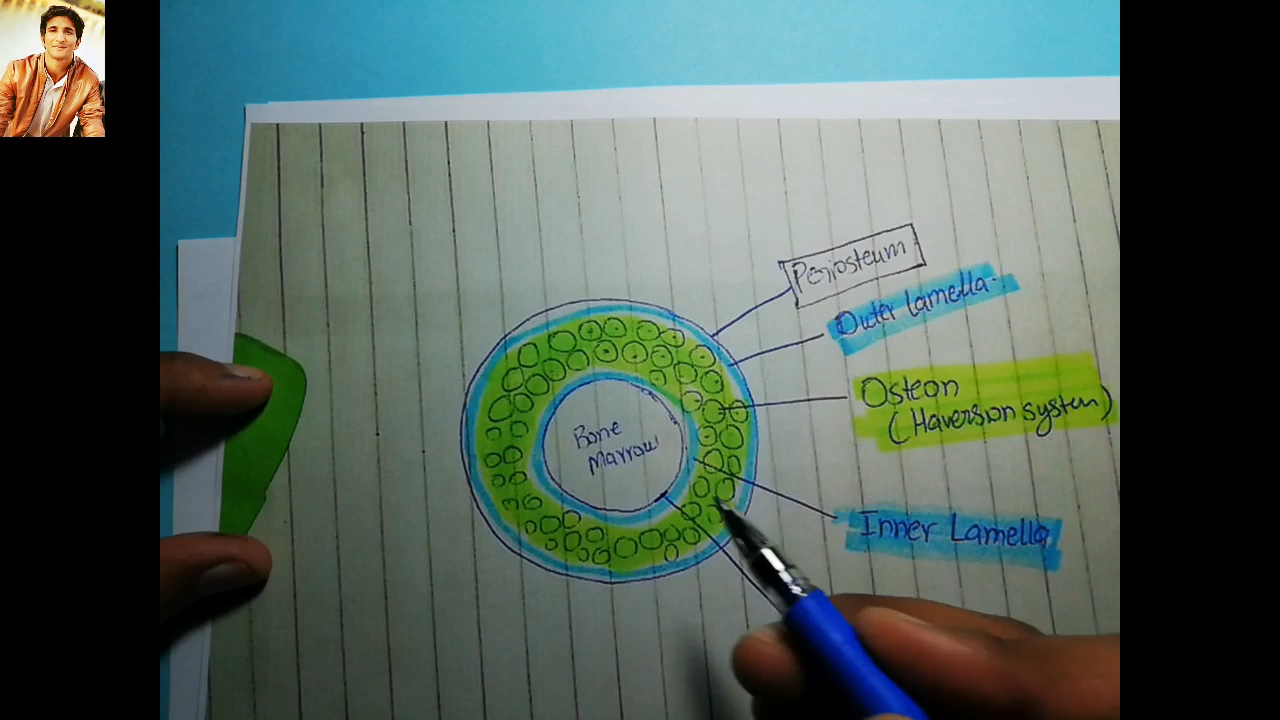 Periosteum
Outer lamella.
Osteon
(Haversion system)
Bone
Marrow
Inner Lamella